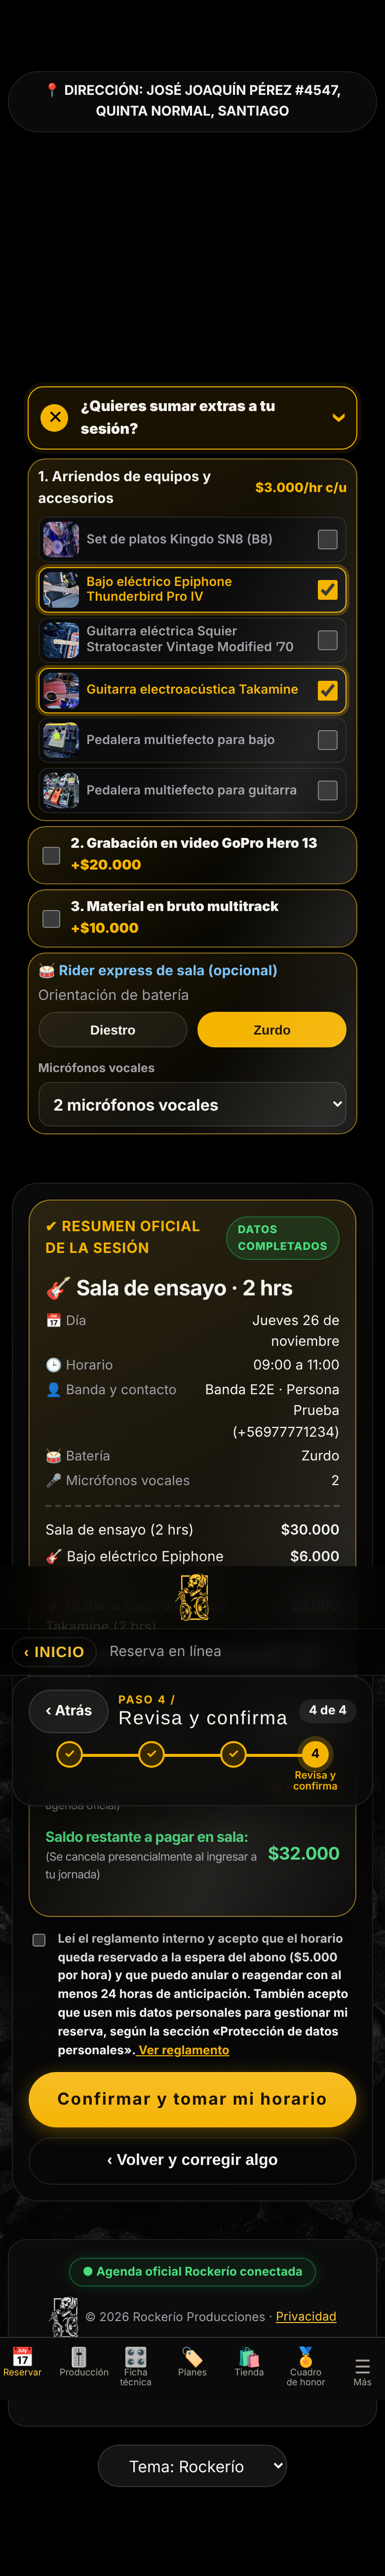 📍 DIRECCIÓN: JOSÉ JOAQUÍN PÉREZ #4547,
QUINTA NORMAL, SANTIAGO
¿Quieres sumar extras a tu
sesión?
1. Arriendos de equipos y
accesorios
$3.000/hr c/u
Set de platos Kingdo SN8 (B8)
Bajo eléctrico Epiphone
Thunderbird Pro IV
Guitarra eléctrica Squier
Stratocaster Vintage Modified '70
Guitarra electroacústica Takamine
Pedalera multiefecto para bajo
Pedalera multiefecto para guitarra
2. Grabación en video GoPro Hero 13
+$20.000
3. Material en bruto multitrack
+$10.000
🥁 Rider express de sala (opcional)
Orientación de batería
Diestro
Zurdo
Micrófonos vocales
2 micrófonos vocales
✔ RESUMEN OFICIAL
DE LA SESIÓN
DATOS
COMPLETADOS
🎸 Sala de ensayo · 2 hrs
📅 Día
Jueves 26 de
noviembre
🕒 Horario
09:00 a 11:00
👤 Banda y contacto
Banda E2E · Persona
Prueba
(+56977771234)
🥁 Batería
Zurdo
🎤 Micrófonos vocales
2
Sala de ensayo (2 hrs)
$30.000
🎸 Bajo eléctrico Epiphone
$6.000
Takamine (2 hrs)
‹ INICIO
Reserva en línea
‹ Atrás
PASO 4 /
Revisa y confirma
4 de 4
4
Revisa y
confirma
agenda oficial)
Saldo restante a pagar en sala:
(Se cancela presencialmente al ingresar a
tu jornada)
$32.000
Leí el reglamento interno y acepto que el horario
queda reservado a la espera del abono ($5.000
por hora) y que puedo anular o reagendar con al
menos 24 horas de anticipación. También acepto
que usen mis datos personales para gestionar mi
reserva, según la sección «Protección de datos
personales». Ver reglamento
Confirmar y tomar mi horario
‹ Volver y corregir algo
Agenda oficial Rockerío conectada
© 2026 Rockerío Producciones · Privacidad
Reservar
Producción
Ficha
técnica
Planes
Tienda
Cuadro
de honor
Más
Tema: Rockerío